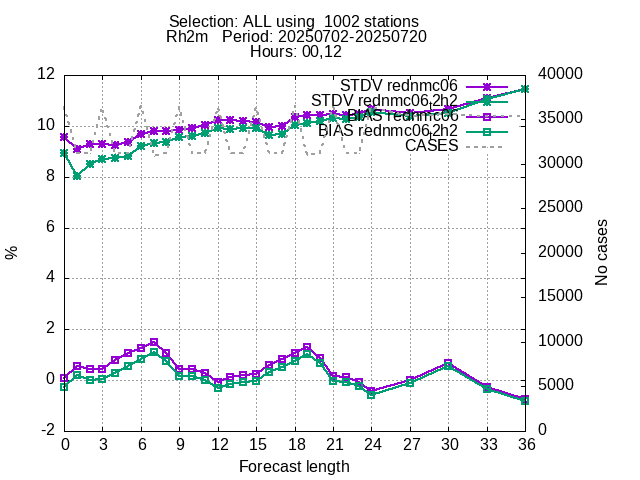 Selection: ALL using  1002 stations
Rh2m   Period: 20250702-20250720
Hours: 00,12
STDV rednmc06
STDV rednmc06,2h2
BIAS rednmc06
BIAS rednmc06,2h2
CASES
12
10
8
6
4
2
0
-2
%
40000
35000
30000
25000
20000
15000
10000
5000
0
No cases
0 3 6 9 12 15 18 21 24 27 30 33 36
Forecast length